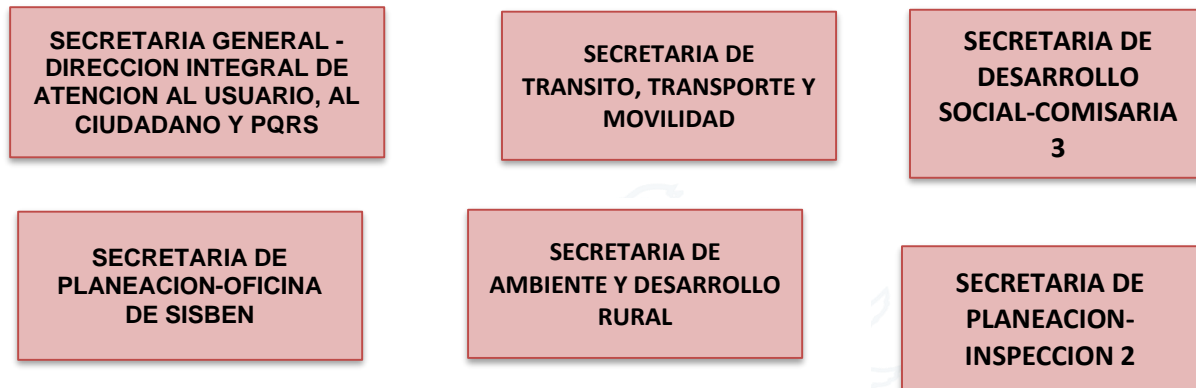 SECRETARIA GENERAL -
DIRECCION INTEGRAL DE
ATENCION AL USUARIO, AL
CIUDADANO Y PQRS
SECRETARIA DE
TRANSITO, TRANSPORTE Y
MOVILIDAD
SECRETARIA DE
DESARROLLO
SOCIAL-COMISARIA
3
SECRETARIA DE
PLANEACION-OFICINA
DE SISBEN
SECRETARIA DE
AMBIENTE Y DESARROLLO
RURAL
SECRETARIA DE
PLANEACION-
INSPECCION 2